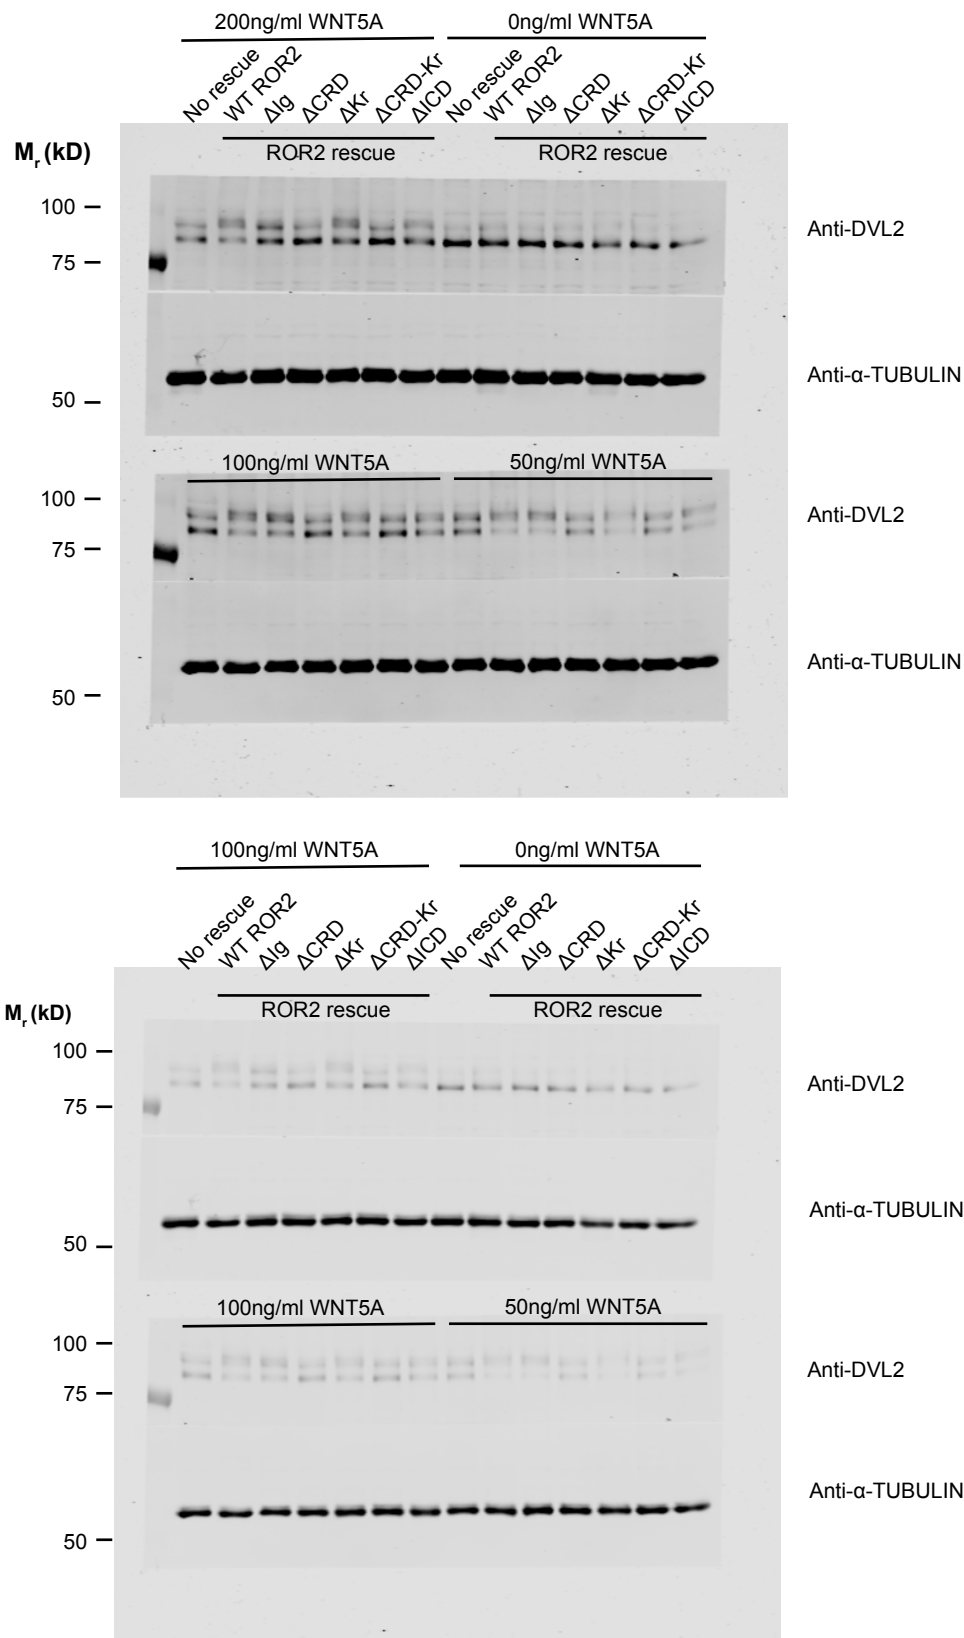 200ng/ml WNT5A 0ng/ml WNT5A
No rescue WT ROR2 ΔIg ΔCRD ΔKr ΔCRD-Kr ΔICD No rescue WT ROR2 ΔIg ΔCRD ΔKr ΔCRD-Kr ΔICD
Mr (kD) ROR2 rescue ROR2 rescue
100
Anti-DVL2
75
Anti-α-TUBULIN
50
100ng/ml WNT5A 50ng/ml WNT5A
100
Anti-DVL2
75
Anti-α-TUBULIN
50
100ng/ml WNT5A 0ng/ml WNT5A
No rescue WT ROR2 ΔIg ΔCRD ΔKr ΔCRD-Kr ΔICD No rescue WT ROR2 ΔIg ΔCRD ΔKr ΔCRD-Kr ΔICD
Mr (kD) ROR2 rescue ROR2 rescue
100
Anti-DVL2
75
Anti-α-TUBULIN
50
100ng/ml WNT5A 50ng/ml WNT5A
100
Anti-DVL2
75
Anti-α-TUBULIN
50